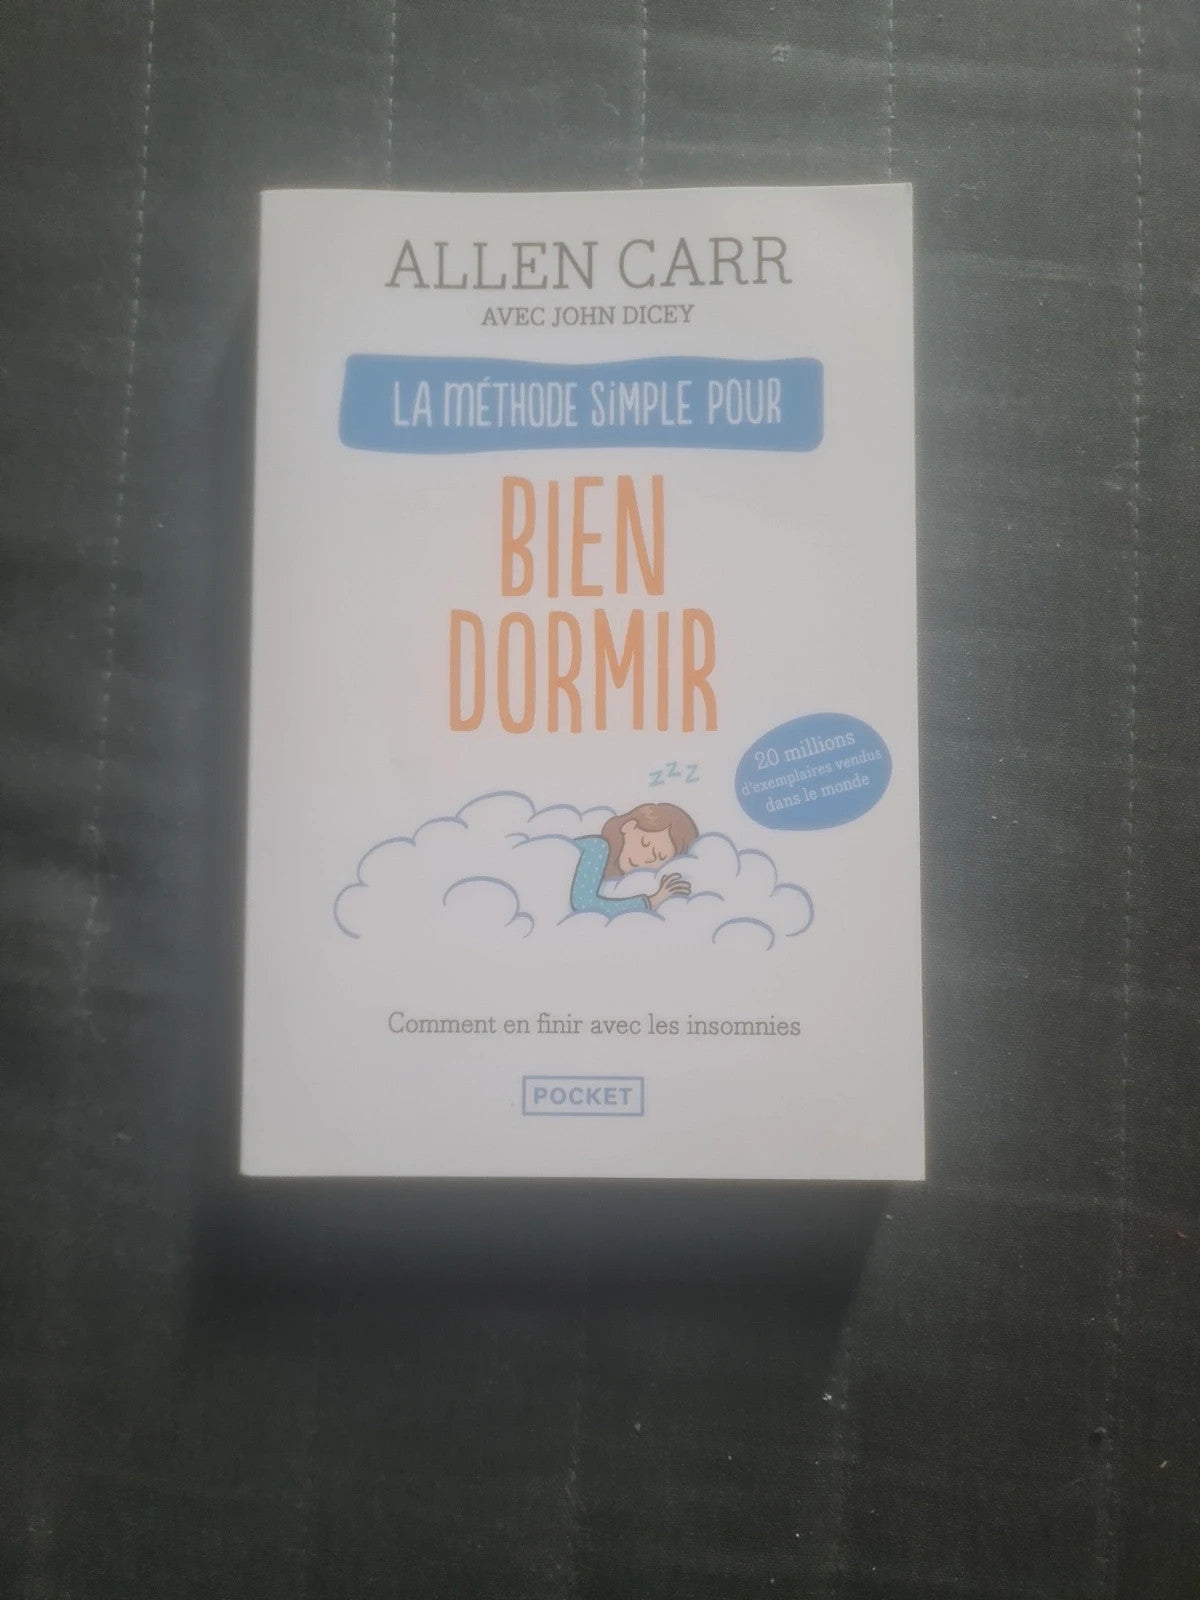 ALLEN CARR
AVEC JOHN DICEY
LA MÉTHODE SiMPLE POUR
BIEN
DORMIR
zzz
20 millions
d'exemplaires vendus
dans le monde
Comment en finir avec les insomnies
POCKET